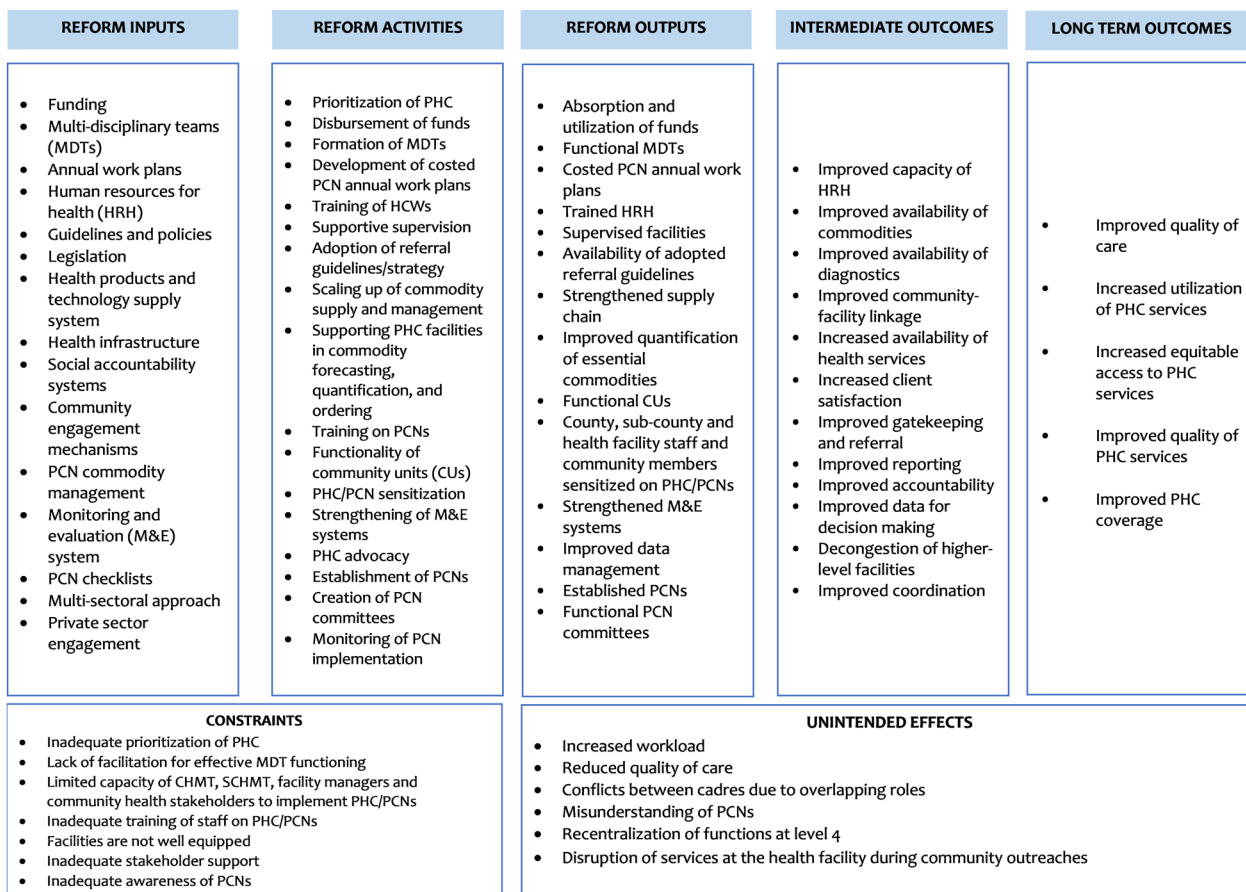 REFORM INPUTS
• Funding
• Multi-disciplinary teams
(MDTs)
• Annual work plans
• Human resources for
health (HRH)
• Guidelines and policies
• Legislation
• Health products and
technology supply
system
• Health infrastructure
• Social accountability
systems
• Community
engagement
mechanisms
• PCN commodity
management
• Monitoring and
evaluation (M&E)
system
• PCN checklists
• Multi-sectoral approach
• Private sector
engagement
REFORM ACTIVITIES
• Prioritization of PHC
• Disbursement of funds
• Formation of MDTs
• Development of costed
PCN annual work plans
• Training of HCWs
• Supportive supervision
• Adoption of referral
guidelines/strategy
• Scaling up of commodity
supply and management
• Supporting PHC facilities
in commodity
forecasting,
quantification, and
ordering
• Training on PCNs
• Functionality of
community units (CUs)
• PHC/PCN sensitization
• Strengthening of M&E
systems
• PHC advocacy
• Establishment of PCNs
• Creation of PCN
committees
• Monitoring of PCN
implementation
REFORM OUTPUTS
• Absorption and
utilization of funds
• Functional MDTs
• Costed PCN annual work
plans
• Trained HRH
• Supervised facilities
• Availability of adopted
referral guidelines
• Strengthened supply
chain
• Improved quantification
of essential
commodities
• Functional CUs
• County, sub-county and
health facility staff and
community members
sensitized on PHC/PCNs
• Strengthened M&E
systems
• Improved data
management
• Established PCNs
• Functional PCN
committees
INTERMEDIATE OUTCOMES
• Improved capacity of
HRH
• Improved availability of
commodities
• Improved availability of
diagnostics
• Improved community-
facility linkage
• Increased availability of
health services
• Increased client
satisfaction
• Improved gatekeeping
and referral
• Improved reporting
• Improved accountability
• Improved data for
decision making
• Decongestion of higher-
level facilities
• Improved coordination
LONG TERM OUTCOMES
• Improved quality of
care
• Increased utilization
of PHC services
• Increased equitable
access to PHC
services
• Improved quality of
PHC services
• Improved PHC
coverage
CONSTRAINTS
• Inadequate prioritization of PHC
• Lack of facilitation for effective MDT functioning
• Limited capacity of CHMT, SCHMT, facility managers and
community health stakeholders to implement PHC/PCNs
• Inadequate training of staff on PHC/PCNs
• Facilities are not well equipped
• Inadequate stakeholder support
• Inadequate awareness of PCNs
UNINTENDED EFFECTS
• Increased workload
• Reduced quality of care
• Conflicts between cadres due to overlapping roles
• Misunderstanding of PCNs
• Recentralization of functions at level 4
• Disruption of services at the health facility during community outreaches